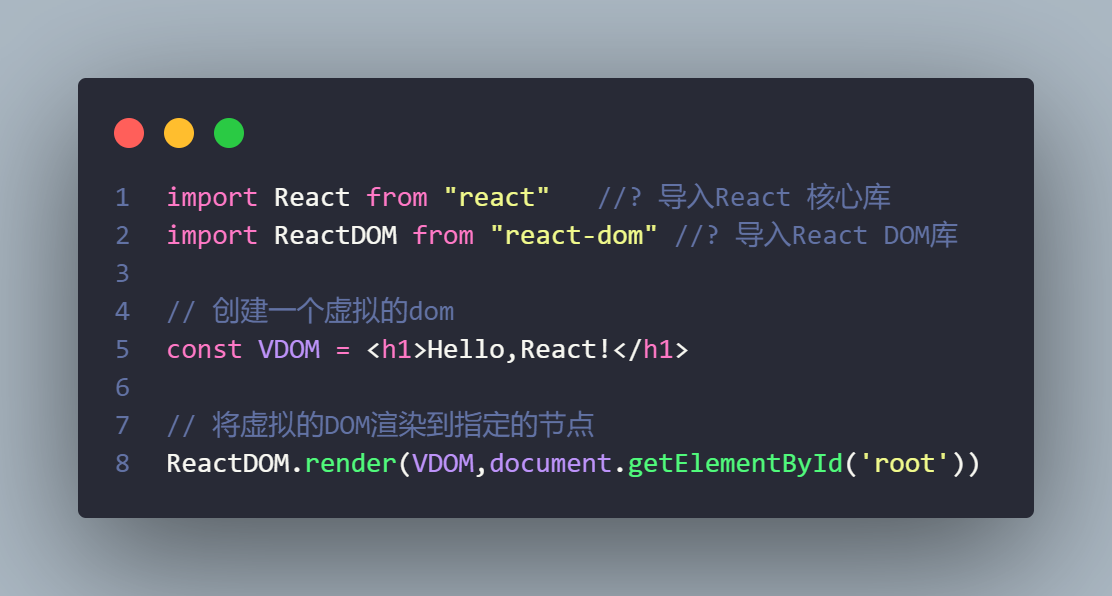 1 import React from "react" //? 导入React 核心库
2 import ReactDOM from "react-dom" //? 导入React DOM库
3
4 // 创建一个虚拟的dom
5 const VDOM = <h1>Hello,React!</h1>
6
7 // 将虚拟的DOM渲染到指定的节点
8 ReactDOM.render(VDOM,document.getElementById('root'))